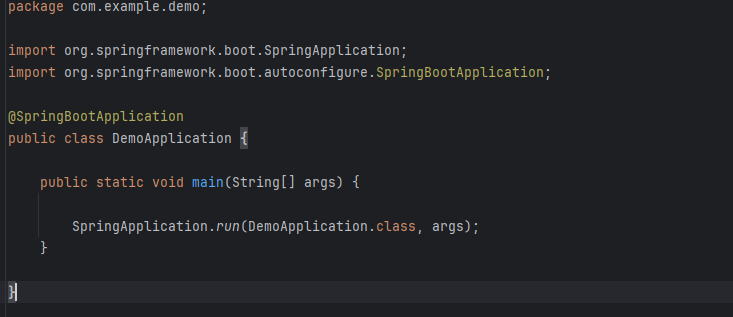 package com.example.demo;
import org.springframework.boot.SpringApplication;
import org.springframework.boot.autoconfigure.SpringBootApplication;
@SpringBootApplication
public class DemoApplication {
public static void main(String[] args) {
SpringApplication.run(DemoApplication.class, args);
}
}